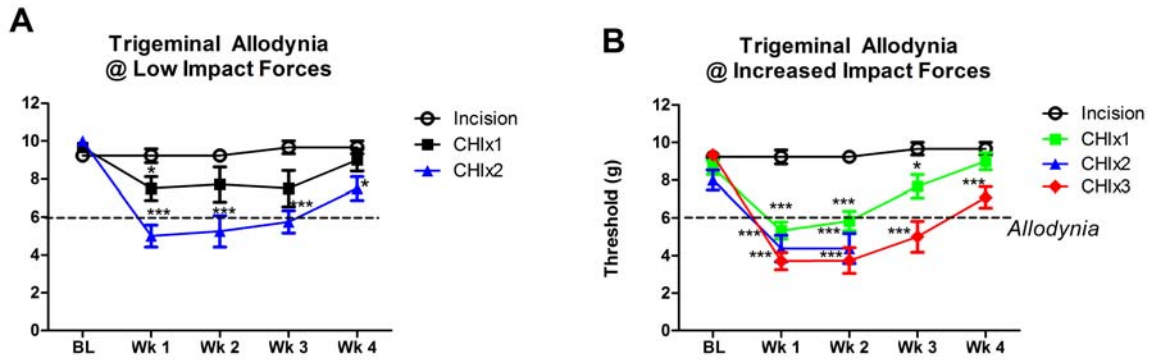 A
Trigeminal Allodynia
@ Low Impact Forces
12
10
8
6
4
2
0
BL Wk 1 Wk 2 Wk 3 Wk 4
*
***
***
***
*
Incision
CHIx1
CHIx2
B
Trigeminal Allodynia
@ Increased Impact Forces
Threshold (g)
12
10
8
6
4
2
0
BL Wk 1 Wk 2 Wk 3 Wk 4
*** *** * ***
*** *** ***
*** ***
Allodynia
Incision
CHIx1
CHIx2
CHIx3